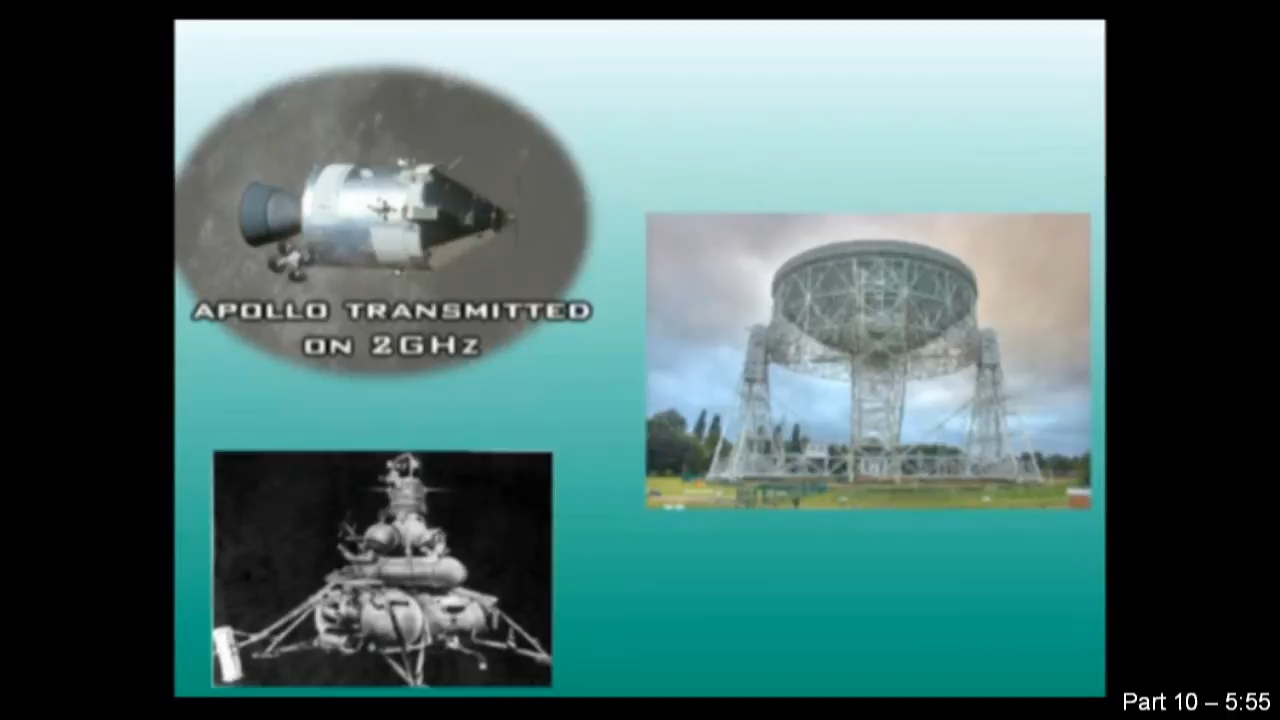 APOLLO TRANSMITTED
ON 2GHz
Part 10 – 5:55